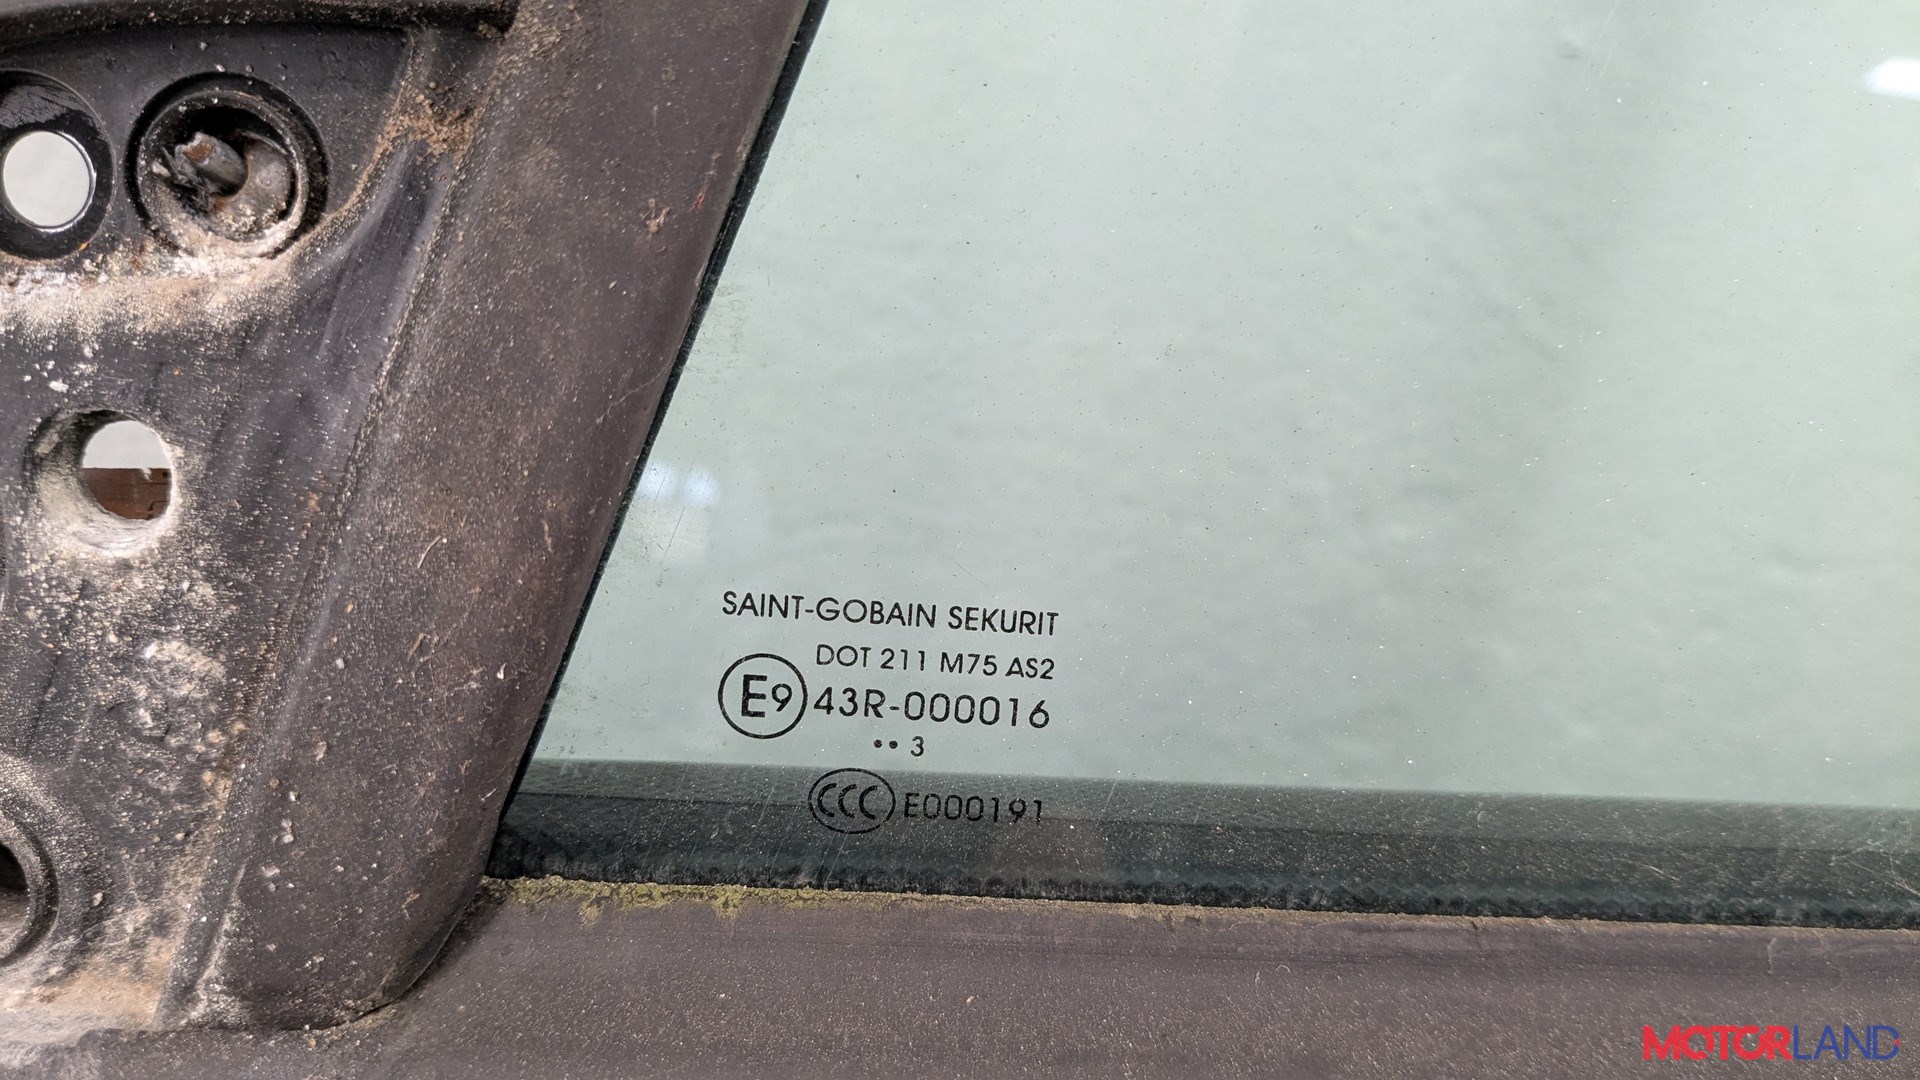 SAINT-GOBAIN SEKURIT
DOT 211 M75 AS2
E9 43R-000016
•• 3
CCC E000191
MOTORLAND